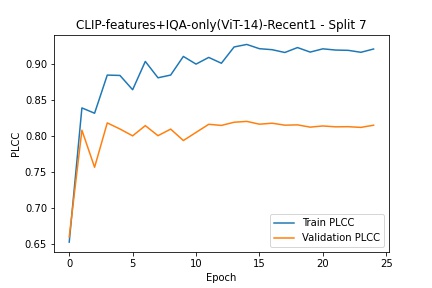 CLIP-features+IQA-only(ViT-14)-Recent1 - Split 7
PLCC
0.90
0.85
0.80
0.75
0.70
0.65
0 5 10 15 20 25
Epoch
Train PLCC
Validation PLCC